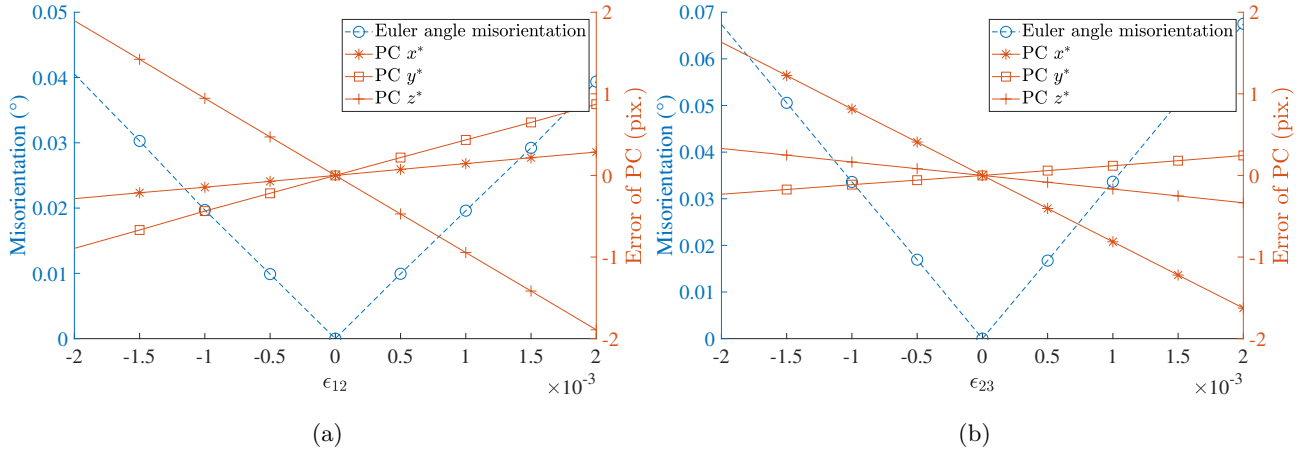 0.05
0.04
0.03
0.02
0.01
0
Misorientation (°)
2
1
0
-1
-2
Error of PC (pix.)
Euler angle misorientation
PC x*
PC y*
PC z*
-2 -1.5 -1 -0.5 0 0.5 1 1.5 2
ϵ12
×10-3
(a)
0.07
0.06
0.05
0.04
0.03
0.02
0.01
0
Misorientation (°)
2
1
0
-1
-2
Error of PC (pix.)
Euler angle misorientation
PC x*
PC y*
PC z*
-2 -1.5 -1 -0.5 0 0.5 1 1.5 2
ϵ23
×10-3
(b)